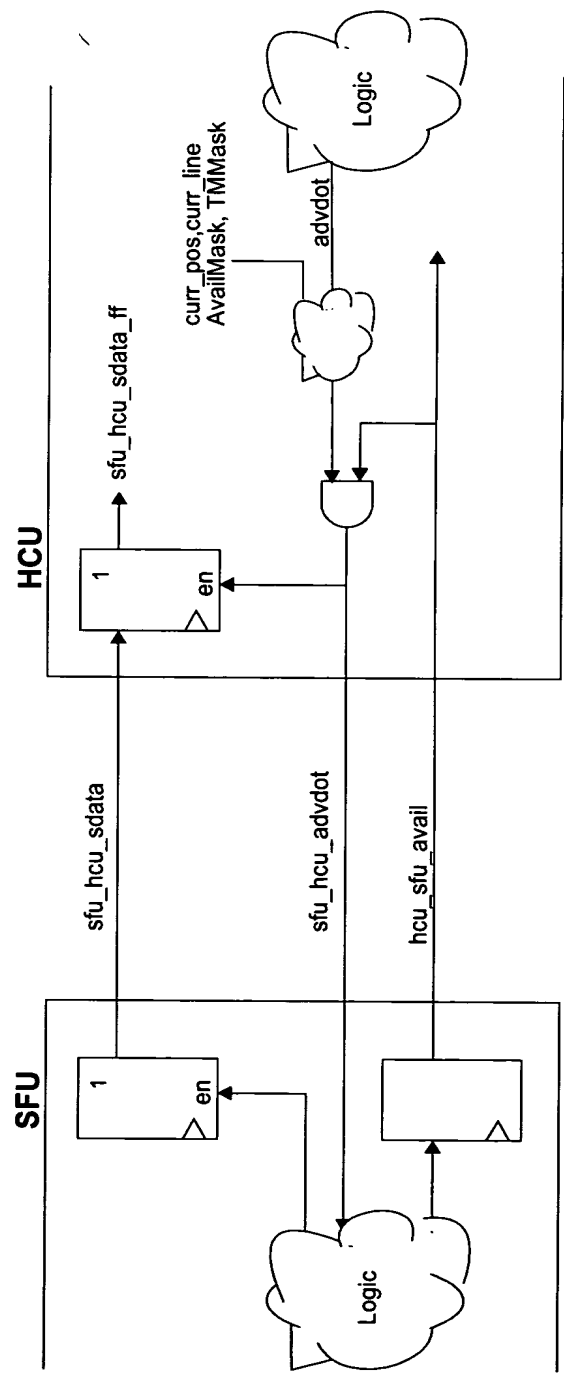 SFU
HCU
1
en
sfu_hcu_sdata
1
en
sfu_hcu_sdata_ff
curr_pos,curr_line
AvailMask, TMMask
Logic
sfu_hcu_advdot
advdot
Logic
hcu_sfu_avail